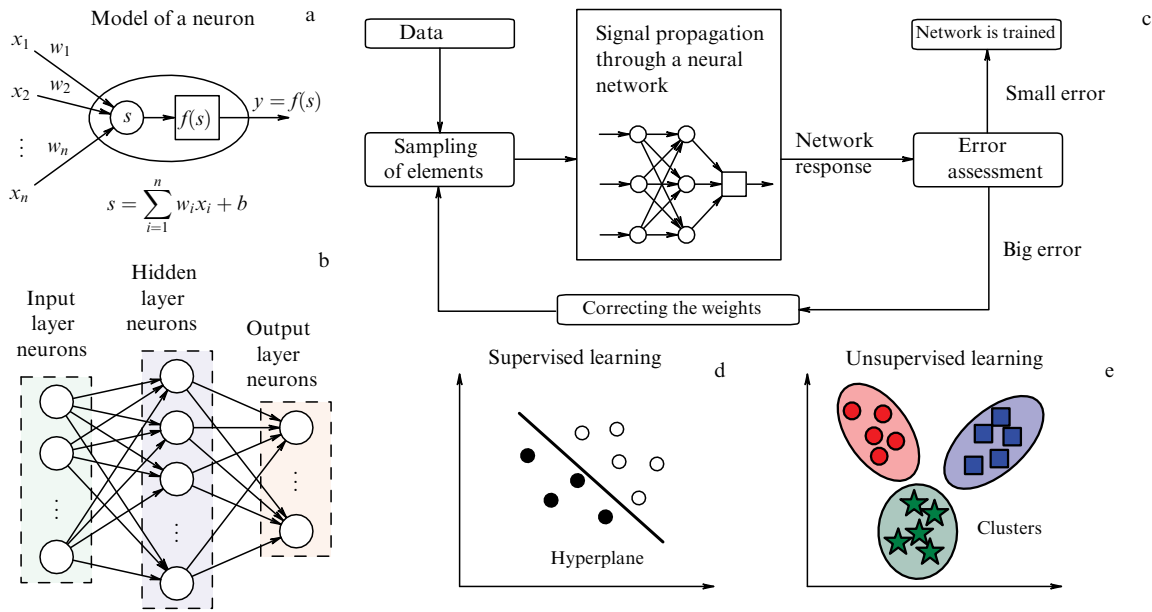 a
Model of a neuron
x₁
w₁
x₂
w₂
⋮
wₙ
xₙ
s
f(s)
y = f(s)
s = ∑ⁿᵢ₌₁ wᵢxᵢ + b
b
Input
layer
neurons
Hidden
layer
neurons
Output
layer
neurons
⋮
⋮
⋮
c
Data
Sampling
of elements
Signal propagation
through a neural
network
Network
response
Error
assessment
Small error
Network is trained
Big error
Correcting the weights
Supervised learning
d
Hyperplane
Unsupervised learning
e
Clusters